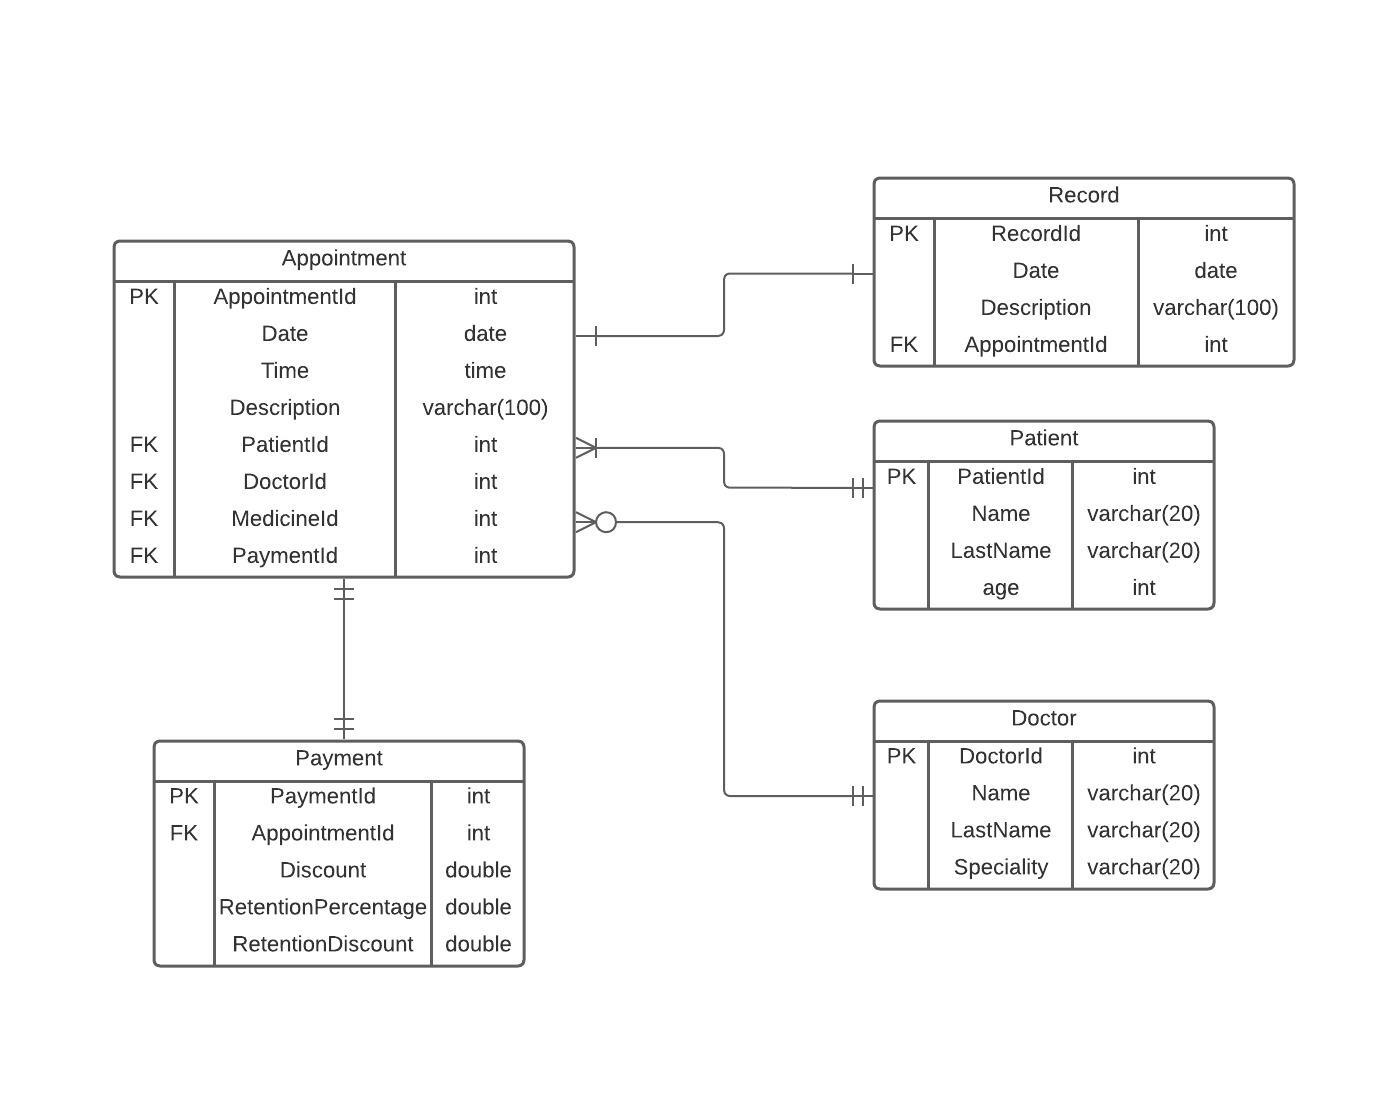 Appointment
PK AppointmentId int
Date date
Time time
Description varchar(100)
FK PatientId int
FK DoctorId int
FK MedicineId int
FK PaymentId int
Record
PK RecordId int
Date date
Description varchar(100)
FK AppointmentId int
Patient
PK PatientId int
Name varchar(20)
LastName varchar(20)
age int
Payment
PK PaymentId int
FK AppointmentId int
Discount double
RetentionPercentage double
RetentionDiscount double
Doctor
PK DoctorId int
Name varchar(20)
LastName varchar(20)
Speciality varchar(20)